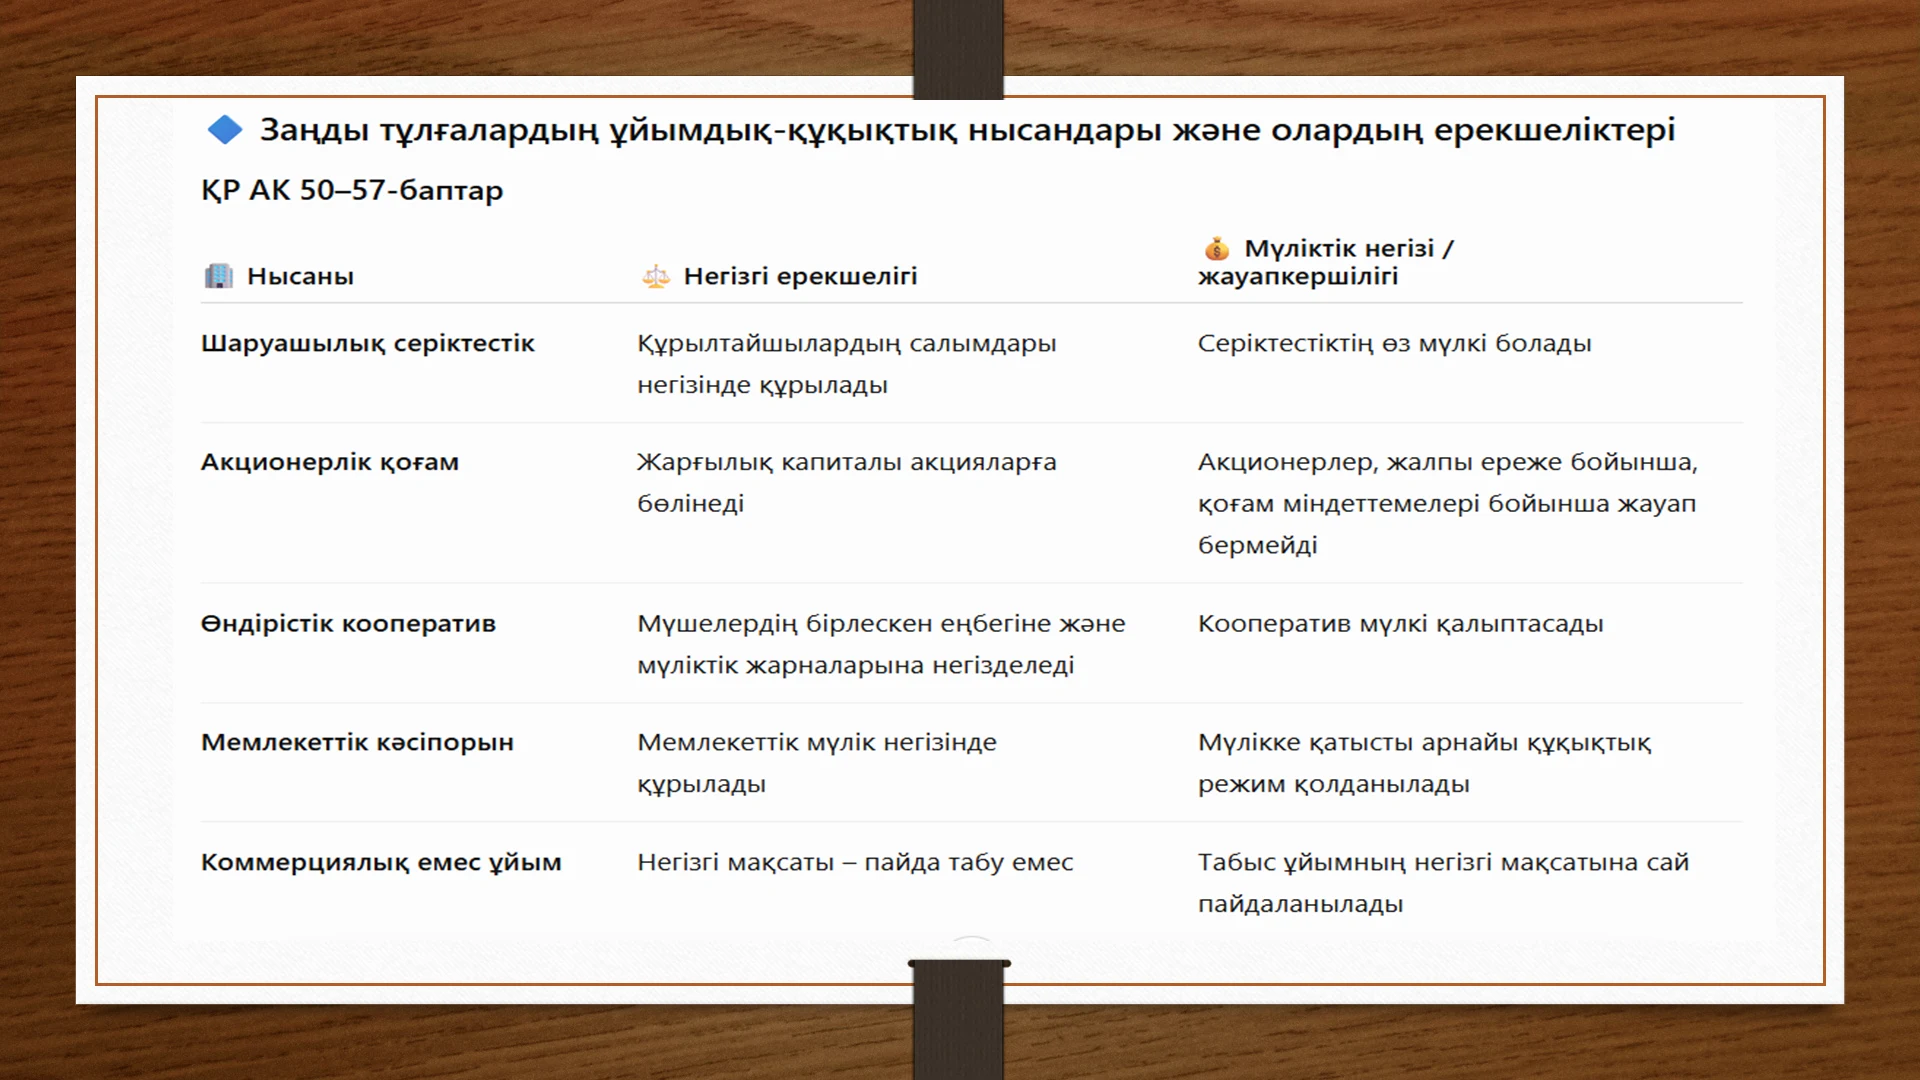 🔷 Заңды тұлғалардың ұйымдық-құқықтық нысандары және олардың ерекшеліктері
ҚР АК 50–57-баптар
🏢 Нысаны
⚖️ Негізгі ерекшелігі
💰 Мүліктік негізі /
жауапкершілігі
Шаруашылық серіктестік
Құрылтайшылардың салымдары
негізінде құрылады
Серіктестіктің өз мүлкі болады
Акционерлік қоғам
Жарғылық капиталы акцияларға
бөлінеді
Акционерлер, жалпы ереже бойынша,
қоғам міндеттемелері бойынша жауап
бермейді
Өндірістік кооператив
Мүшелердің бірлескен еңбегіне және
мүліктік жарналарына негізделеді
Кооператив мүлкі қалыптасады
Мемлекеттік кәсіпорын
Мемлекеттік мүлік негізінде
құрылады
Мүлікке қатысты арнайы құқықтық
режим қолданылады
Коммерциялық емес ұйым
Негізгі мақсаты – пайда табу емес
Табыс ұйымның негізгі мақсатына сай
пайдаланылады